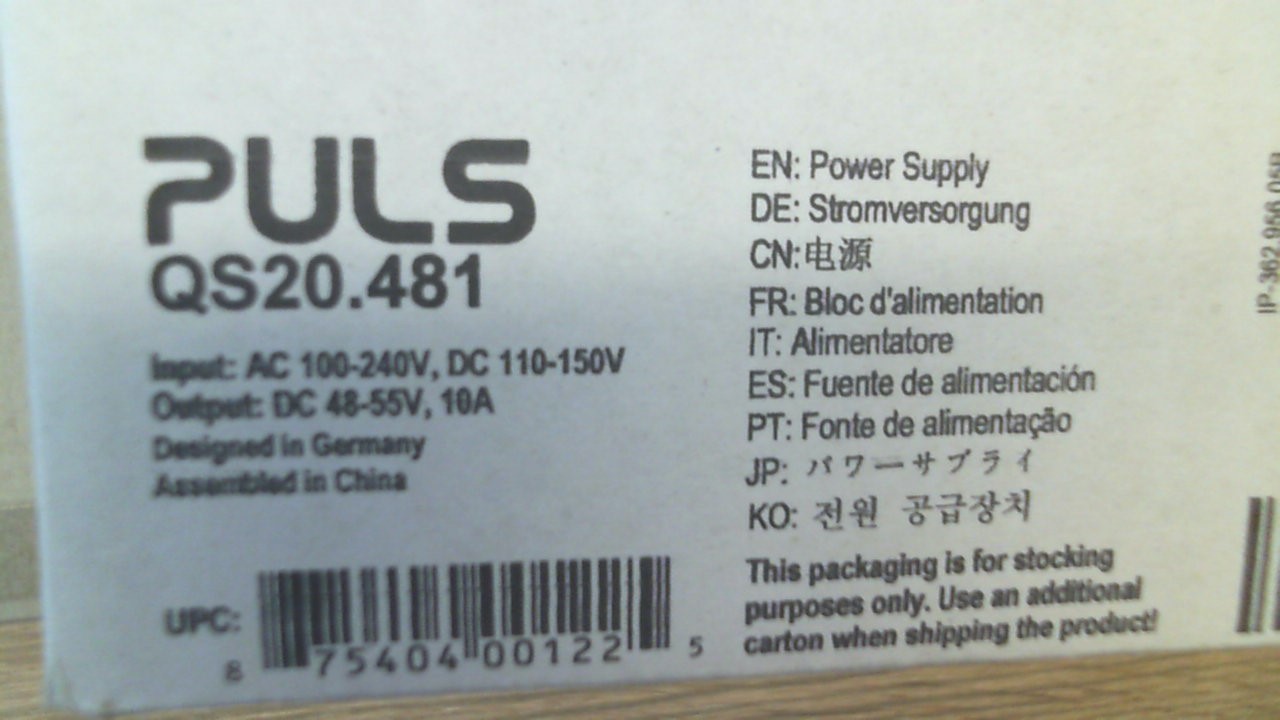 PULS
QS20.481
Input: AC 100-240V, DC 110-150V
Output: DC 48-55V, 10A
Designed in Germany
Assembled in China
UPC:
8 75404 00122 5
EN: Power Supply
DE: Stromversorgung
CN:电源
FR: Bloc d'alimentation
IT: Alimentatore
ES: Fuente de alimentación
PT: Fonte de alimentação
JP: パワーサプライ
KO: 전원 공급장치
This packaging is for stocking
purposes only. Use an additional
carton when shipping the product!